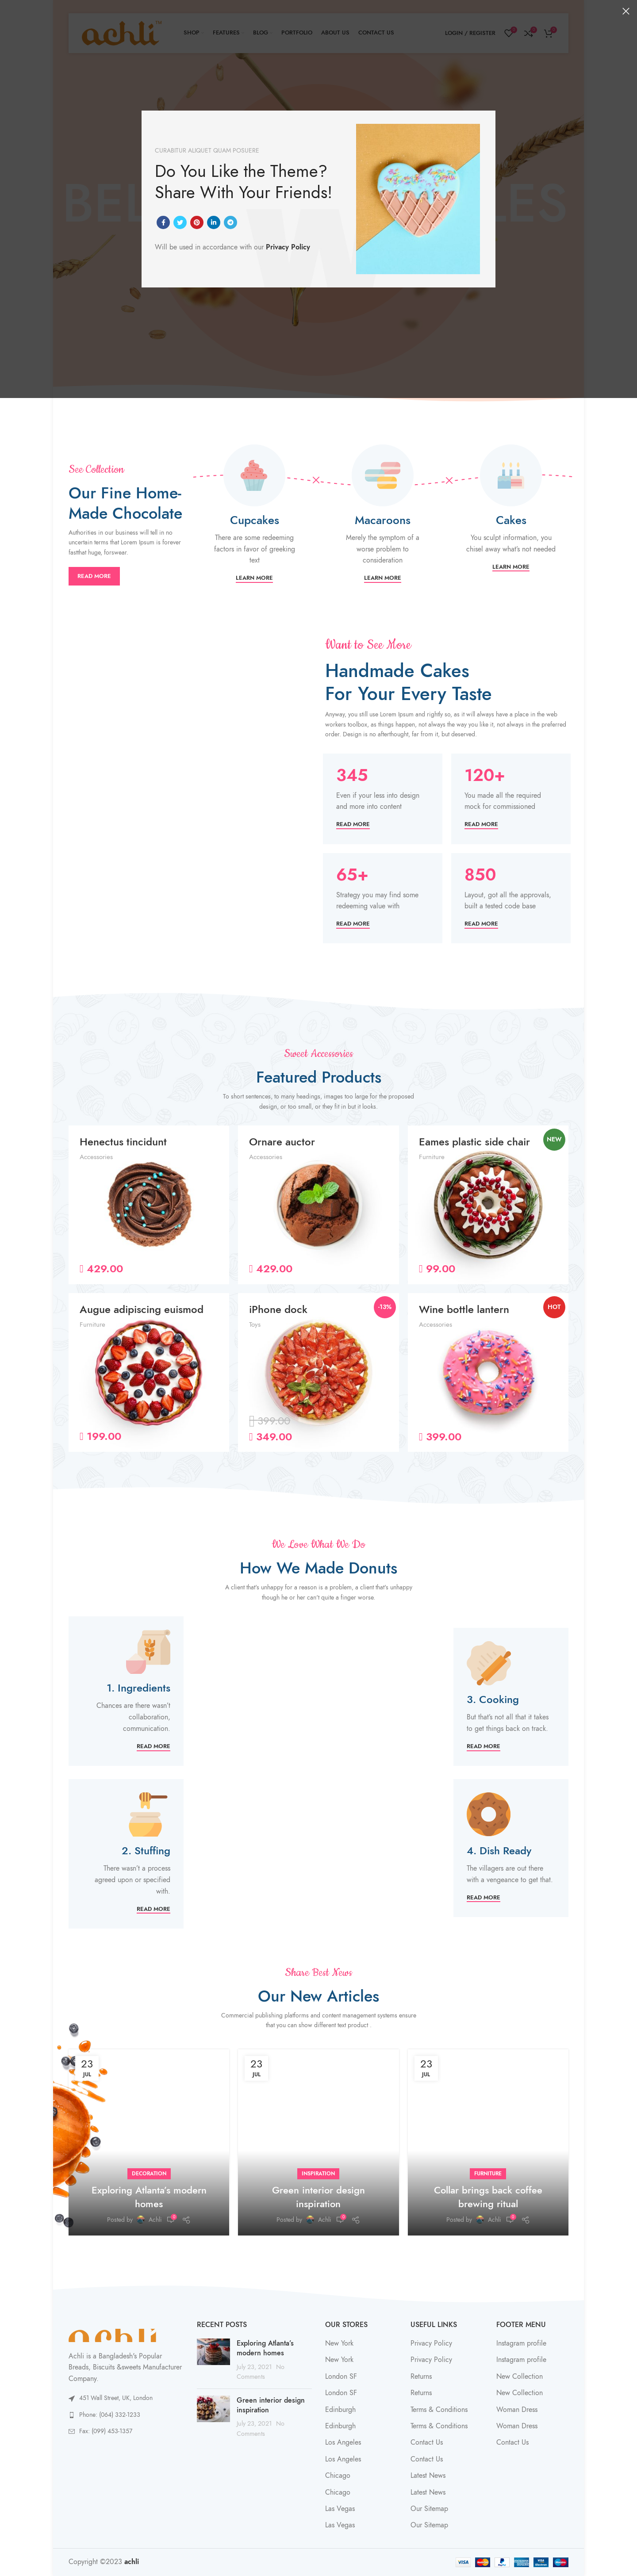 achli™
SHOP FEATURES BLOG PORTFOLIO ABOUT US CONTACT US
LOGIN / REGISTER
CURABITUR ALIQUET QUAM POSUERE
Do You Like the Theme?
Share With Your Friends!
Will be used in accordance with our Privacy Policy
See Collection
Our Fine Home-
Made Chocolate
Authorities in our business will tell in no
uncertain terms that Lorem Ipsum is forever
fasthat huge, forswear.
READ MORE
Cupcakes
There are some redeeming
factors in favor of greeking
text
LEARN MORE
Macaroons
Merely the symptom of a
worse problem to
consideration
LEARN MORE
Cakes
You sculpt information, you
chisel away what's not needed
LEARN MORE
Want to See More
Handmade Cakes
For Your Every Taste
Anyway, you still use Lorem Ipsum and rightly so, as it will always have a place in the web
workers toolbox, as things happen, not always the way you like it, not always in the preferred
order. Design is no afterthought, far from it, but deserved.
345
Even if your less into design
and more into content
READ MORE
120+
You made all the required
mock for commissioned
READ MORE
65+
Strategy you may find some
redeeming value with
READ MORE
850
Layout, got all the approvals,
built a tested code base
READ MORE
Sweet Accessories
Featured Products
To short sentences, to many headings, images too large for the proposed
design, or too small, or they fit in but it looks.
Henectus tincidunt
Accessories
429.00
Ornare auctor
Accessories
429.00
Eames plastic side chair
NEW
Furniture
99.00
Augue adipiscing euismod
Furniture
199.00
iPhone dock
-13%
Toys
399.00
349.00
Wine bottle lantern
HOT
Accessories
399.00
We Love What We Do
How We Made Donuts
A client that's unhappy for a reason is a problem, a client that's unhappy
though he or her can't quite a finger worse.
1. Ingredients
Chances are there wasn't
collaboration,
communication.
READ MORE
2. Stuffing
There wasn't a process
agreed upon or specified
with.
READ MORE
3. Cooking
But that's not all that it takes
to get things back on track.
READ MORE
4. Dish Ready
The villagers are out there
with a vengeance to get that.
READ MORE
Share Best News
Our New Articles
Commercial publishing platforms and content management systems ensure
that you can show different text product .
23
JUL
DECORATION
Exploring Atlanta's modern
homes
Posted by Achli 0
23
JUL
INSPIRATION
Green interior design
inspiration
Posted by Achli 0
23
JUL
FURNITURE
Collar brings back coffee
brewing ritual
Posted by Achli 0
achli
Achli is a Bangladesh's Popular
Breads, Biscuits &sweets Manufacturer
Company.
451 Wall Street, UK, London
Phone: (064) 332-1233
Fax: (099) 453-1357
RECENT POSTS
Exploring Atlanta's
modern homes
July 23, 2021 No
Comments
Green interior design
inspiration
July 23, 2021 No
Comments
OUR STORES
New York
New York
London SF
London SF
Edinburgh
Edinburgh
Los Angeles
Los Angeles
Chicago
Chicago
Las Vegas
Las Vegas
USEFUL LINKS
Privacy Policy
Privacy Policy
Returns
Returns
Terms & Conditions
Terms & Conditions
Contact Us
Contact Us
Latest News
Latest News
Our Sitemap
Our Sitemap
FOOTER MENU
Instagram profile
Instagram profile
New Collection
New Collection
Woman Dress
Woman Dress
Contact Us
Copyright ©2023 achli
VISA
PayPal